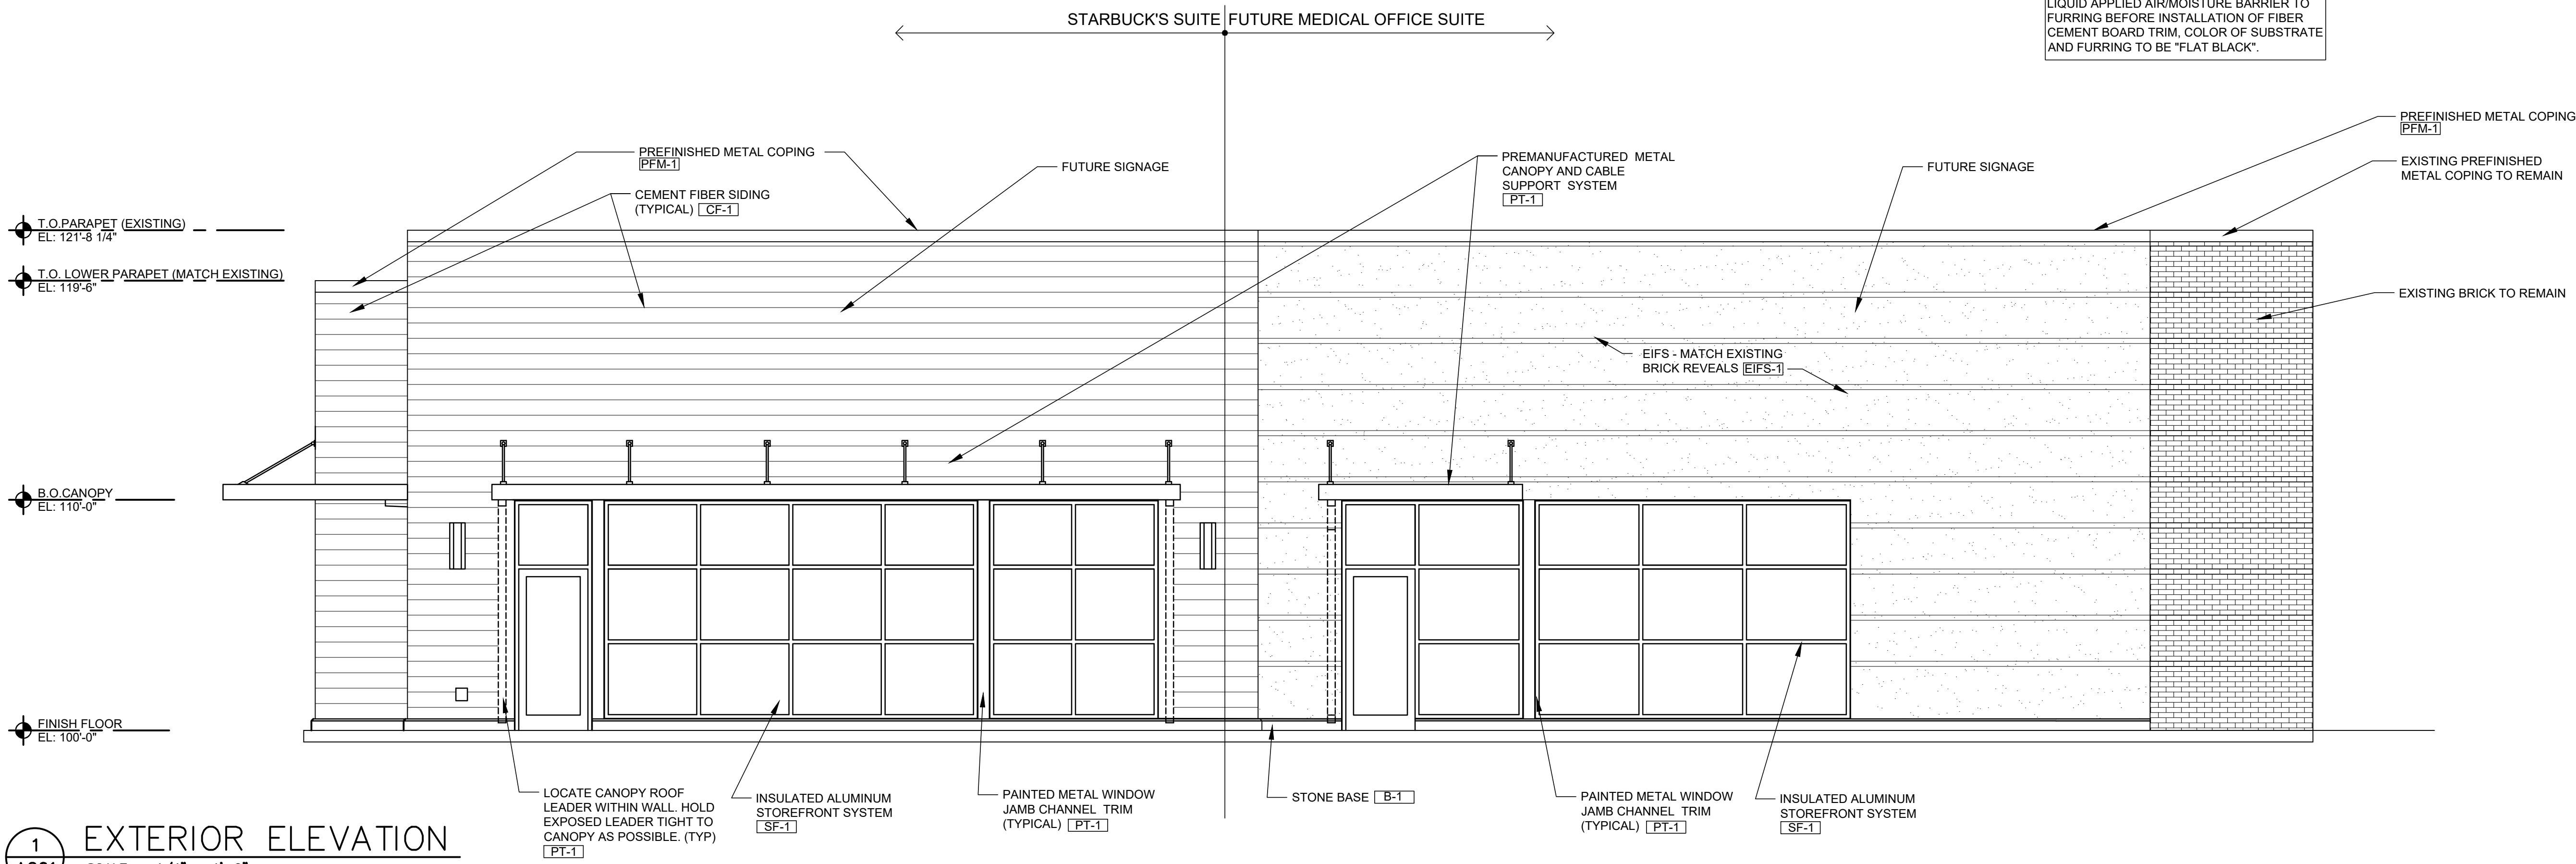 STARBUCK'S SUITE FUTURE MEDICAL OFFICE SUITE
LIQUID APPLIED AIR/MOISTURE BARRIER TO
FURRING BEFORE INSTALLATION OF FIBER
CEMENT BOARD TRIM, COLOR OF SUBSTRATE
AND FURRING TO BE "FLAT BLACK".
PREFINISHED METAL COPING
PFM-1
CEMENT FIBER SIDING
(TYPICAL) CF-1
FUTURE SIGNAGE
PREMANUFACTURED METAL
CANOPY AND CABLE
SUPPORT SYSTEM
PT-1
FUTURE SIGNAGE
PREFINISHED METAL COPING
PFM-1
EXISTING PREFINISHED
METAL COPING TO REMAIN
EXISTING BRICK TO REMAIN
T.O.PARAPET (EXISTING)
EL: 121'-8 1/4"
T.O. LOWER PARAPET (MATCH EXISTING)
EL: 119'-6"
EIFS - MATCH EXISTING
BRICK REVEALS EIFS-1
B.O.CANOPY
EL: 110'-0"
FINISH FLOOR
EL: 100'-0"
LOCATE CANOPY ROOF
LEADER WITHIN WALL. HOLD
EXPOSED LEADER TIGHT TO
CANOPY AS POSSIBLE. (TYP)
PT-1
INSULATED ALUMINUM
STOREFRONT SYSTEM
SF-1
PAINTED METAL WINDOW
JAMB CHANNEL TRIM
(TYPICAL) PT-1
STONE BASE B-1
PAINTED METAL WINDOW
JAMB CHANNEL TRIM
(TYPICAL) PT-1
INSULATED ALUMINUM
STOREFRONT SYSTEM
SF-1
1
EXTERIOR ELEVATION